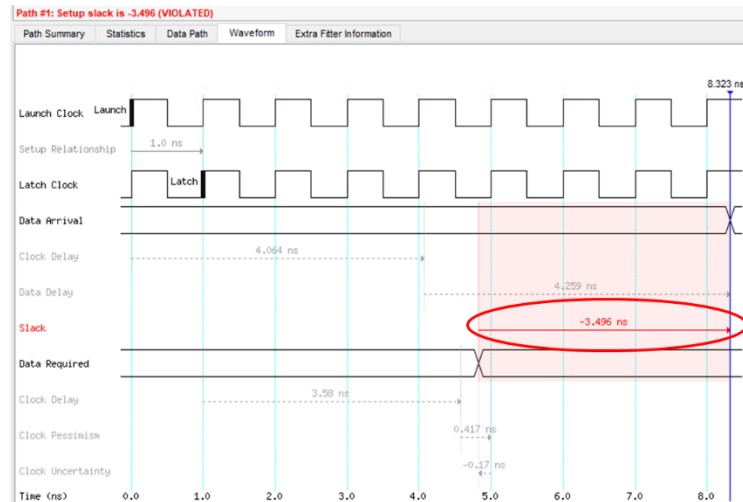 Path #1: Setup slack is -3.496 (VIOLATED)
Path Summary Statistics Data Path Waveform Extra Fitter Information
8.323 ns
Launch Clock Launch
Setup Relationship 1.0 ns
Latch Clock Latch
Data Arrival
Clock Delay 4.064 ns
Data Delay 4.259 ns
Slack -3.496 ns
Data Required
Clock Delay 3.58 ns
Clock Pessimism 0.417 ns
Clock Uncertainty -0.17 ns
Time (ns) 0.0 1.0 2.0 3.0 4.0 5.0 6.0 7.0 8.0